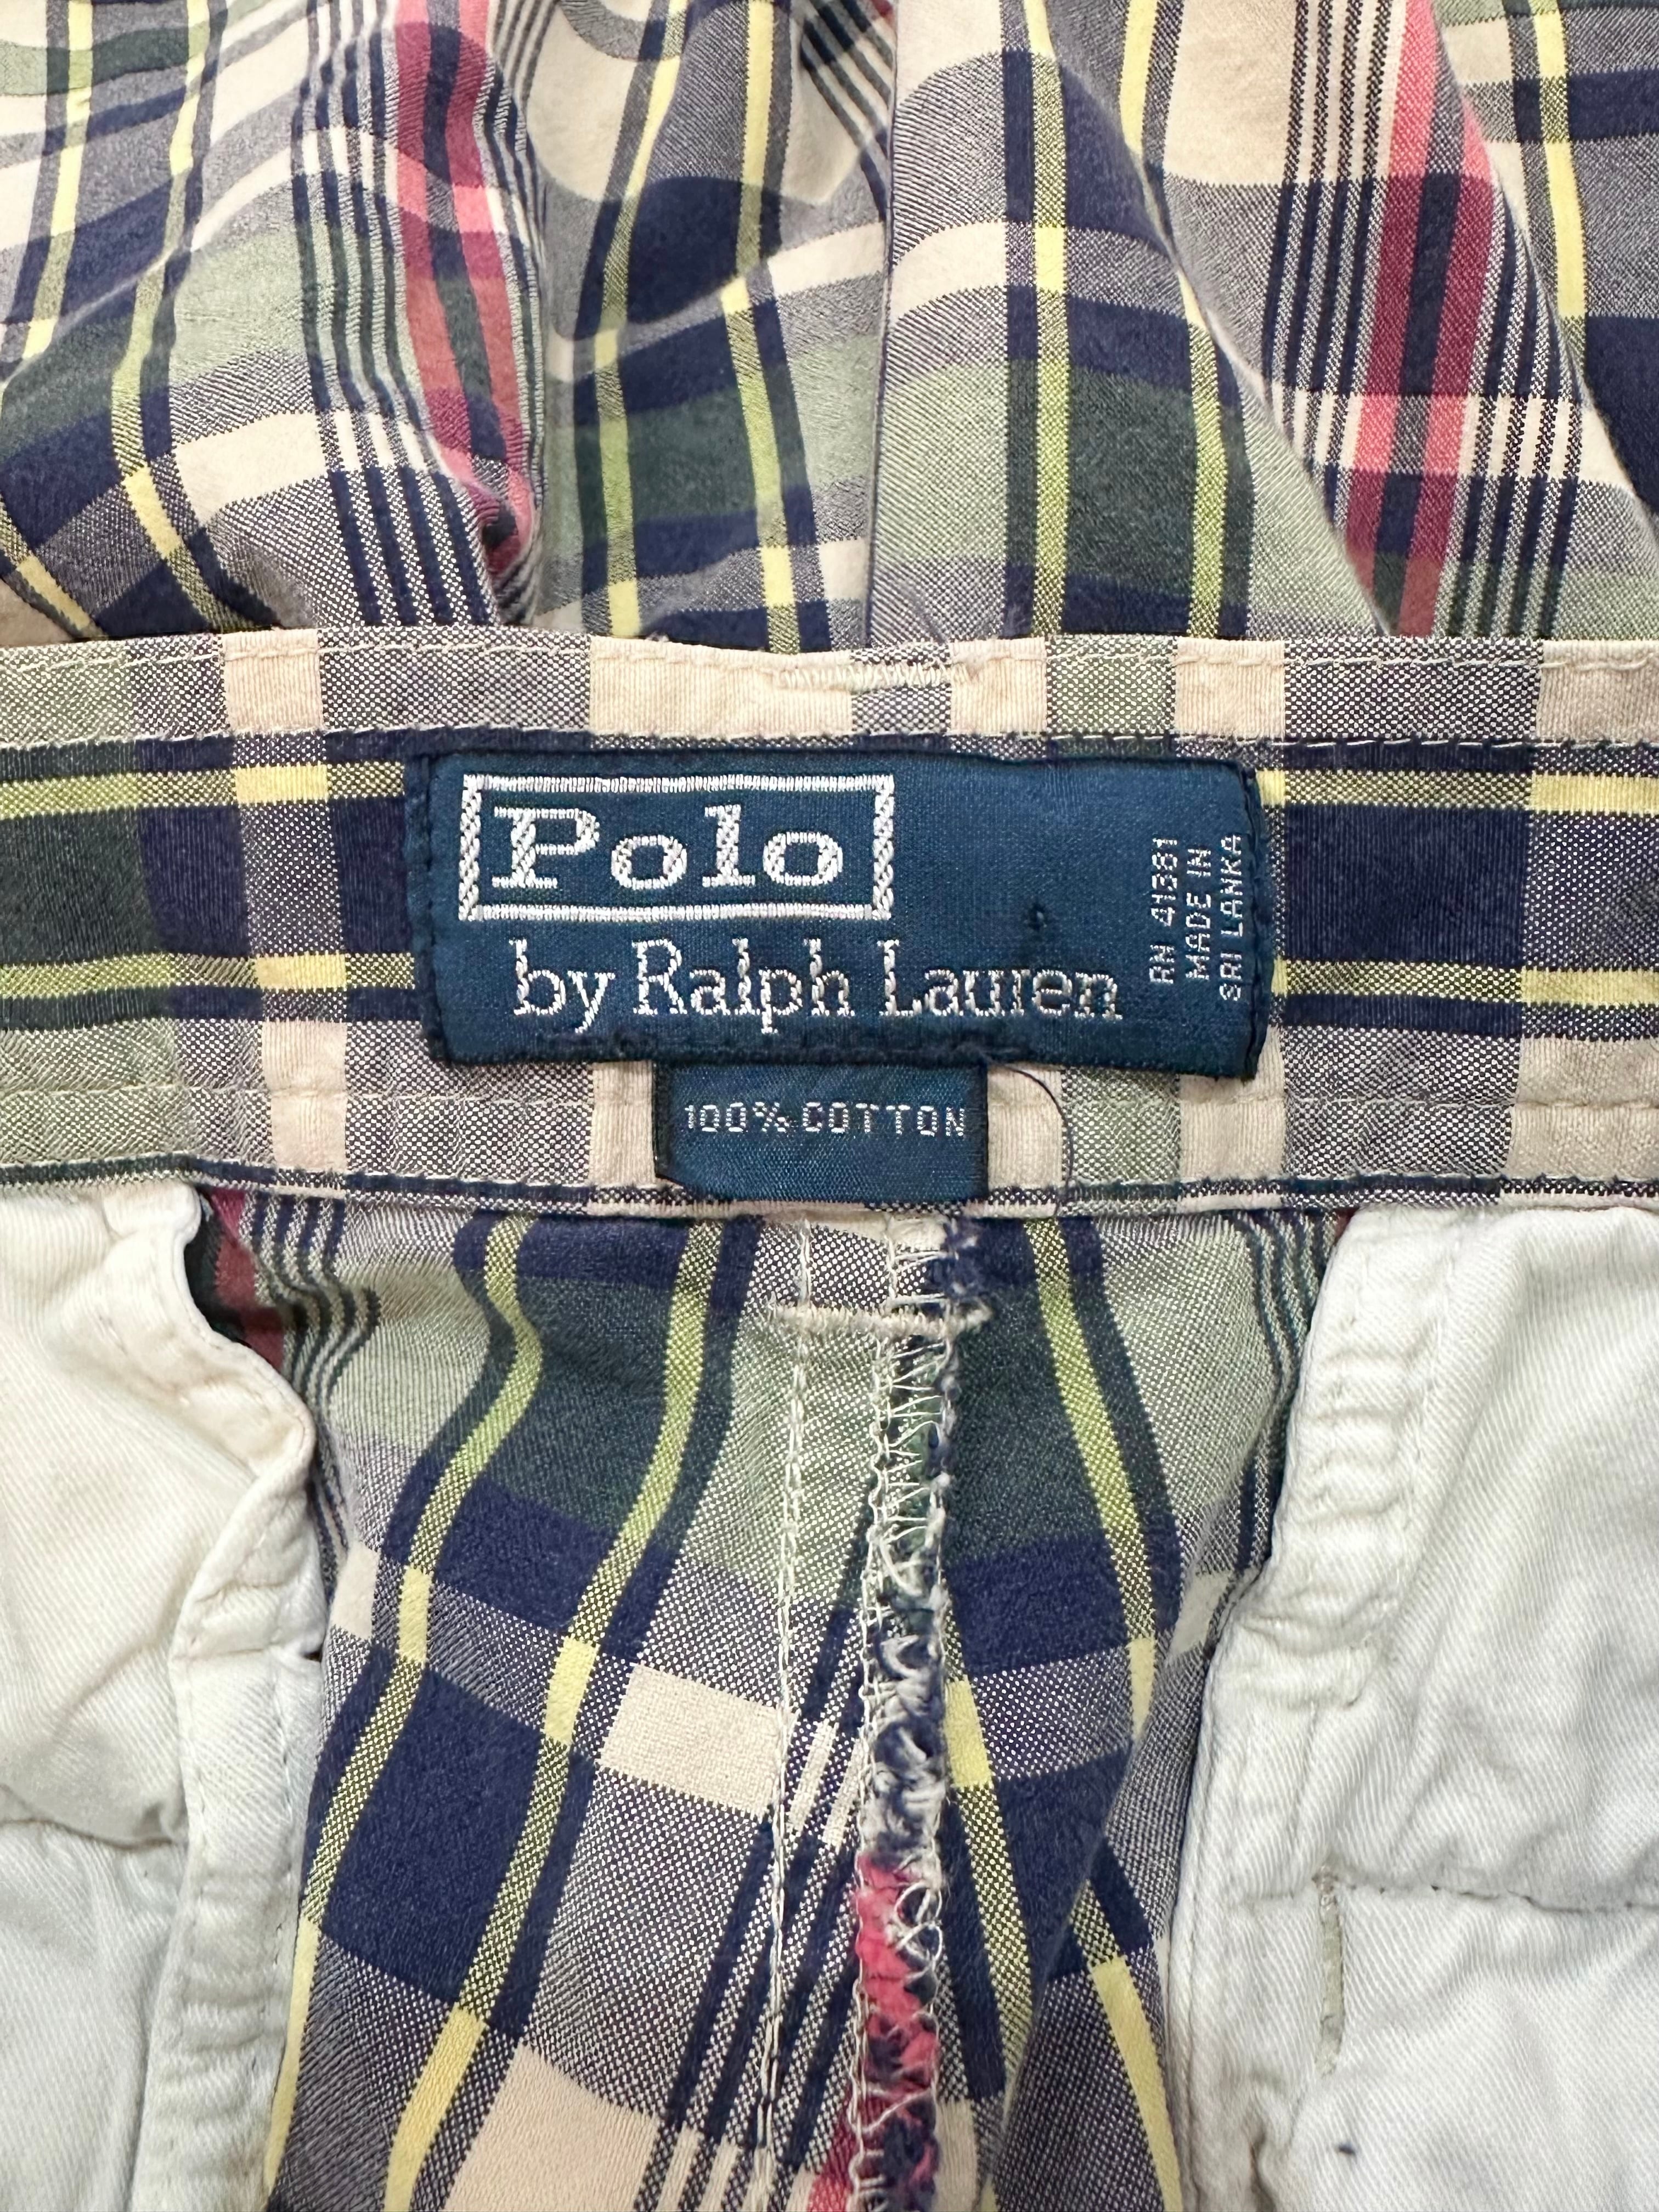 Polo
by Ralph Lauren
RN 41381
MADE IN
SRI LANKA
100% COTTON